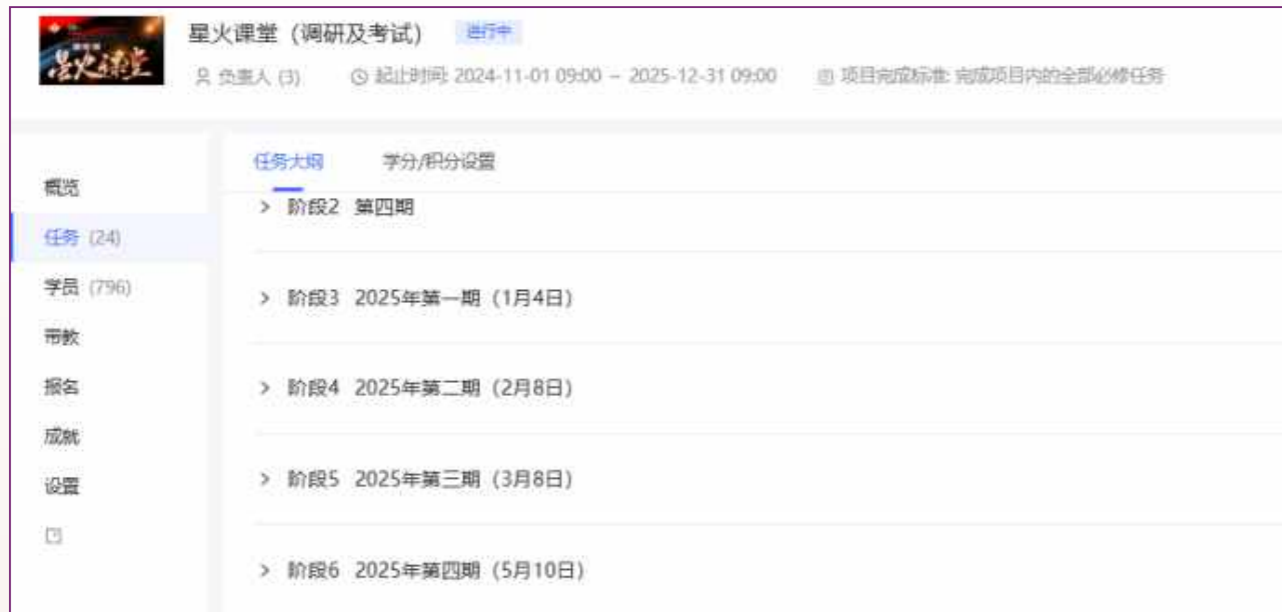 星火课堂
星火课堂（调研及考试） 进行中
负责人 (3) 起止时间: 2024-11-01 09:00 ~ 2025-12-31 09:00 项目完成标准: 完成项目内的全部必修任务
任务大纲 学分/积分设置
概览
任务 (24)
学员 (796)
带教
报名
成就
设置
> 阶段2 第四期
> 阶段3 2025年第一期（1月4日）
> 阶段4 2025年第二期（2月8日）
> 阶段5 2025年第三期（3月8日）
> 阶段6 2025年第四期（5月10日）